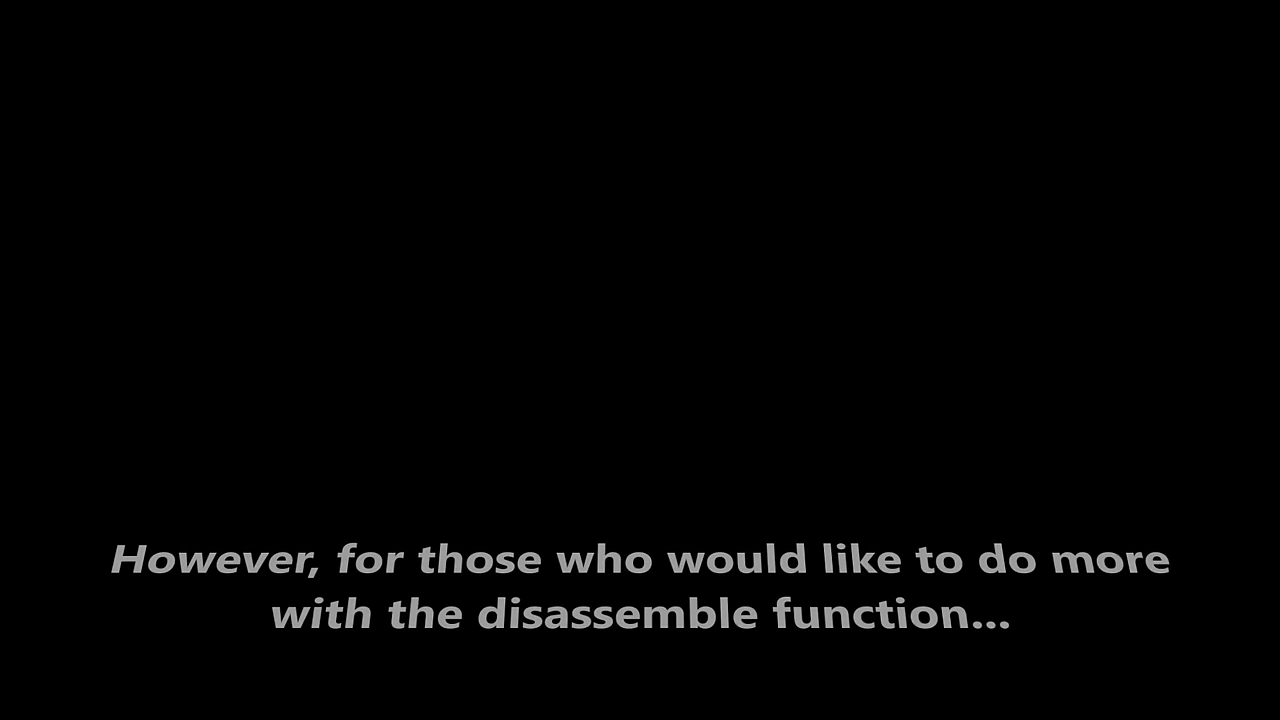 However, for those who would like to do more
with the disassemble function...